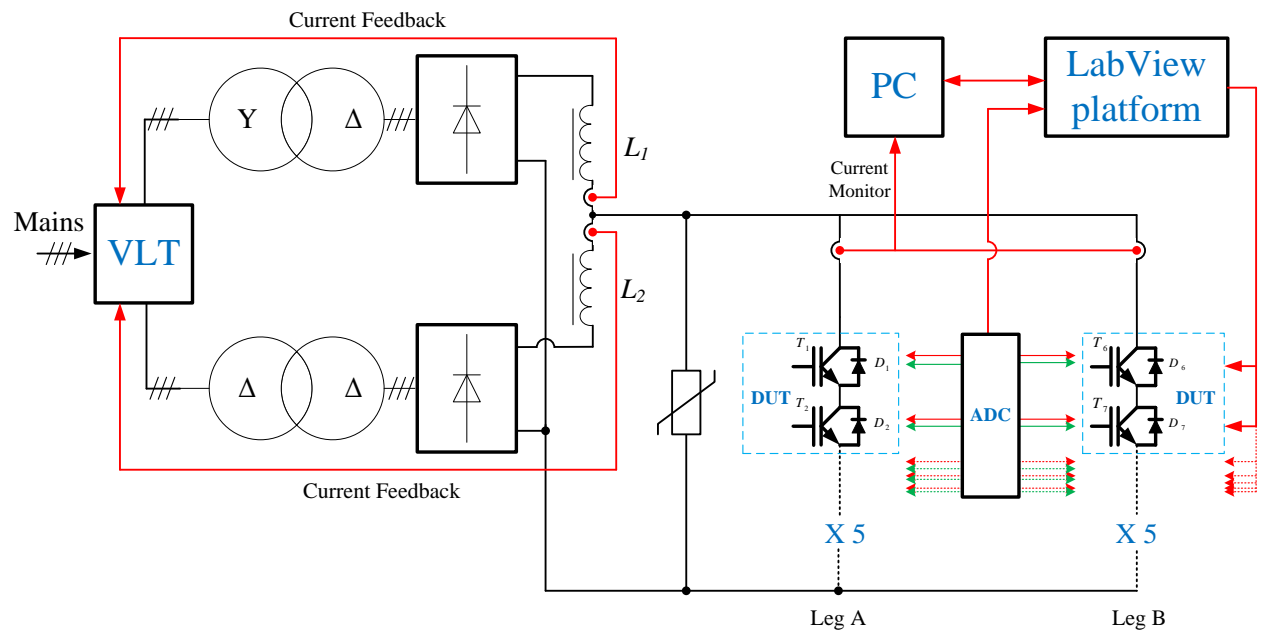 Current Feedback
Y
Δ
L1
Mains
VLT
L2
Δ
Δ
Current Feedback
PC
LabView
platform
Current
Monitor
T1
D1
DUT
T2
D2
ADC
T6
D6
DUT
T7
D7
X 5
X 5
Leg A
Leg B